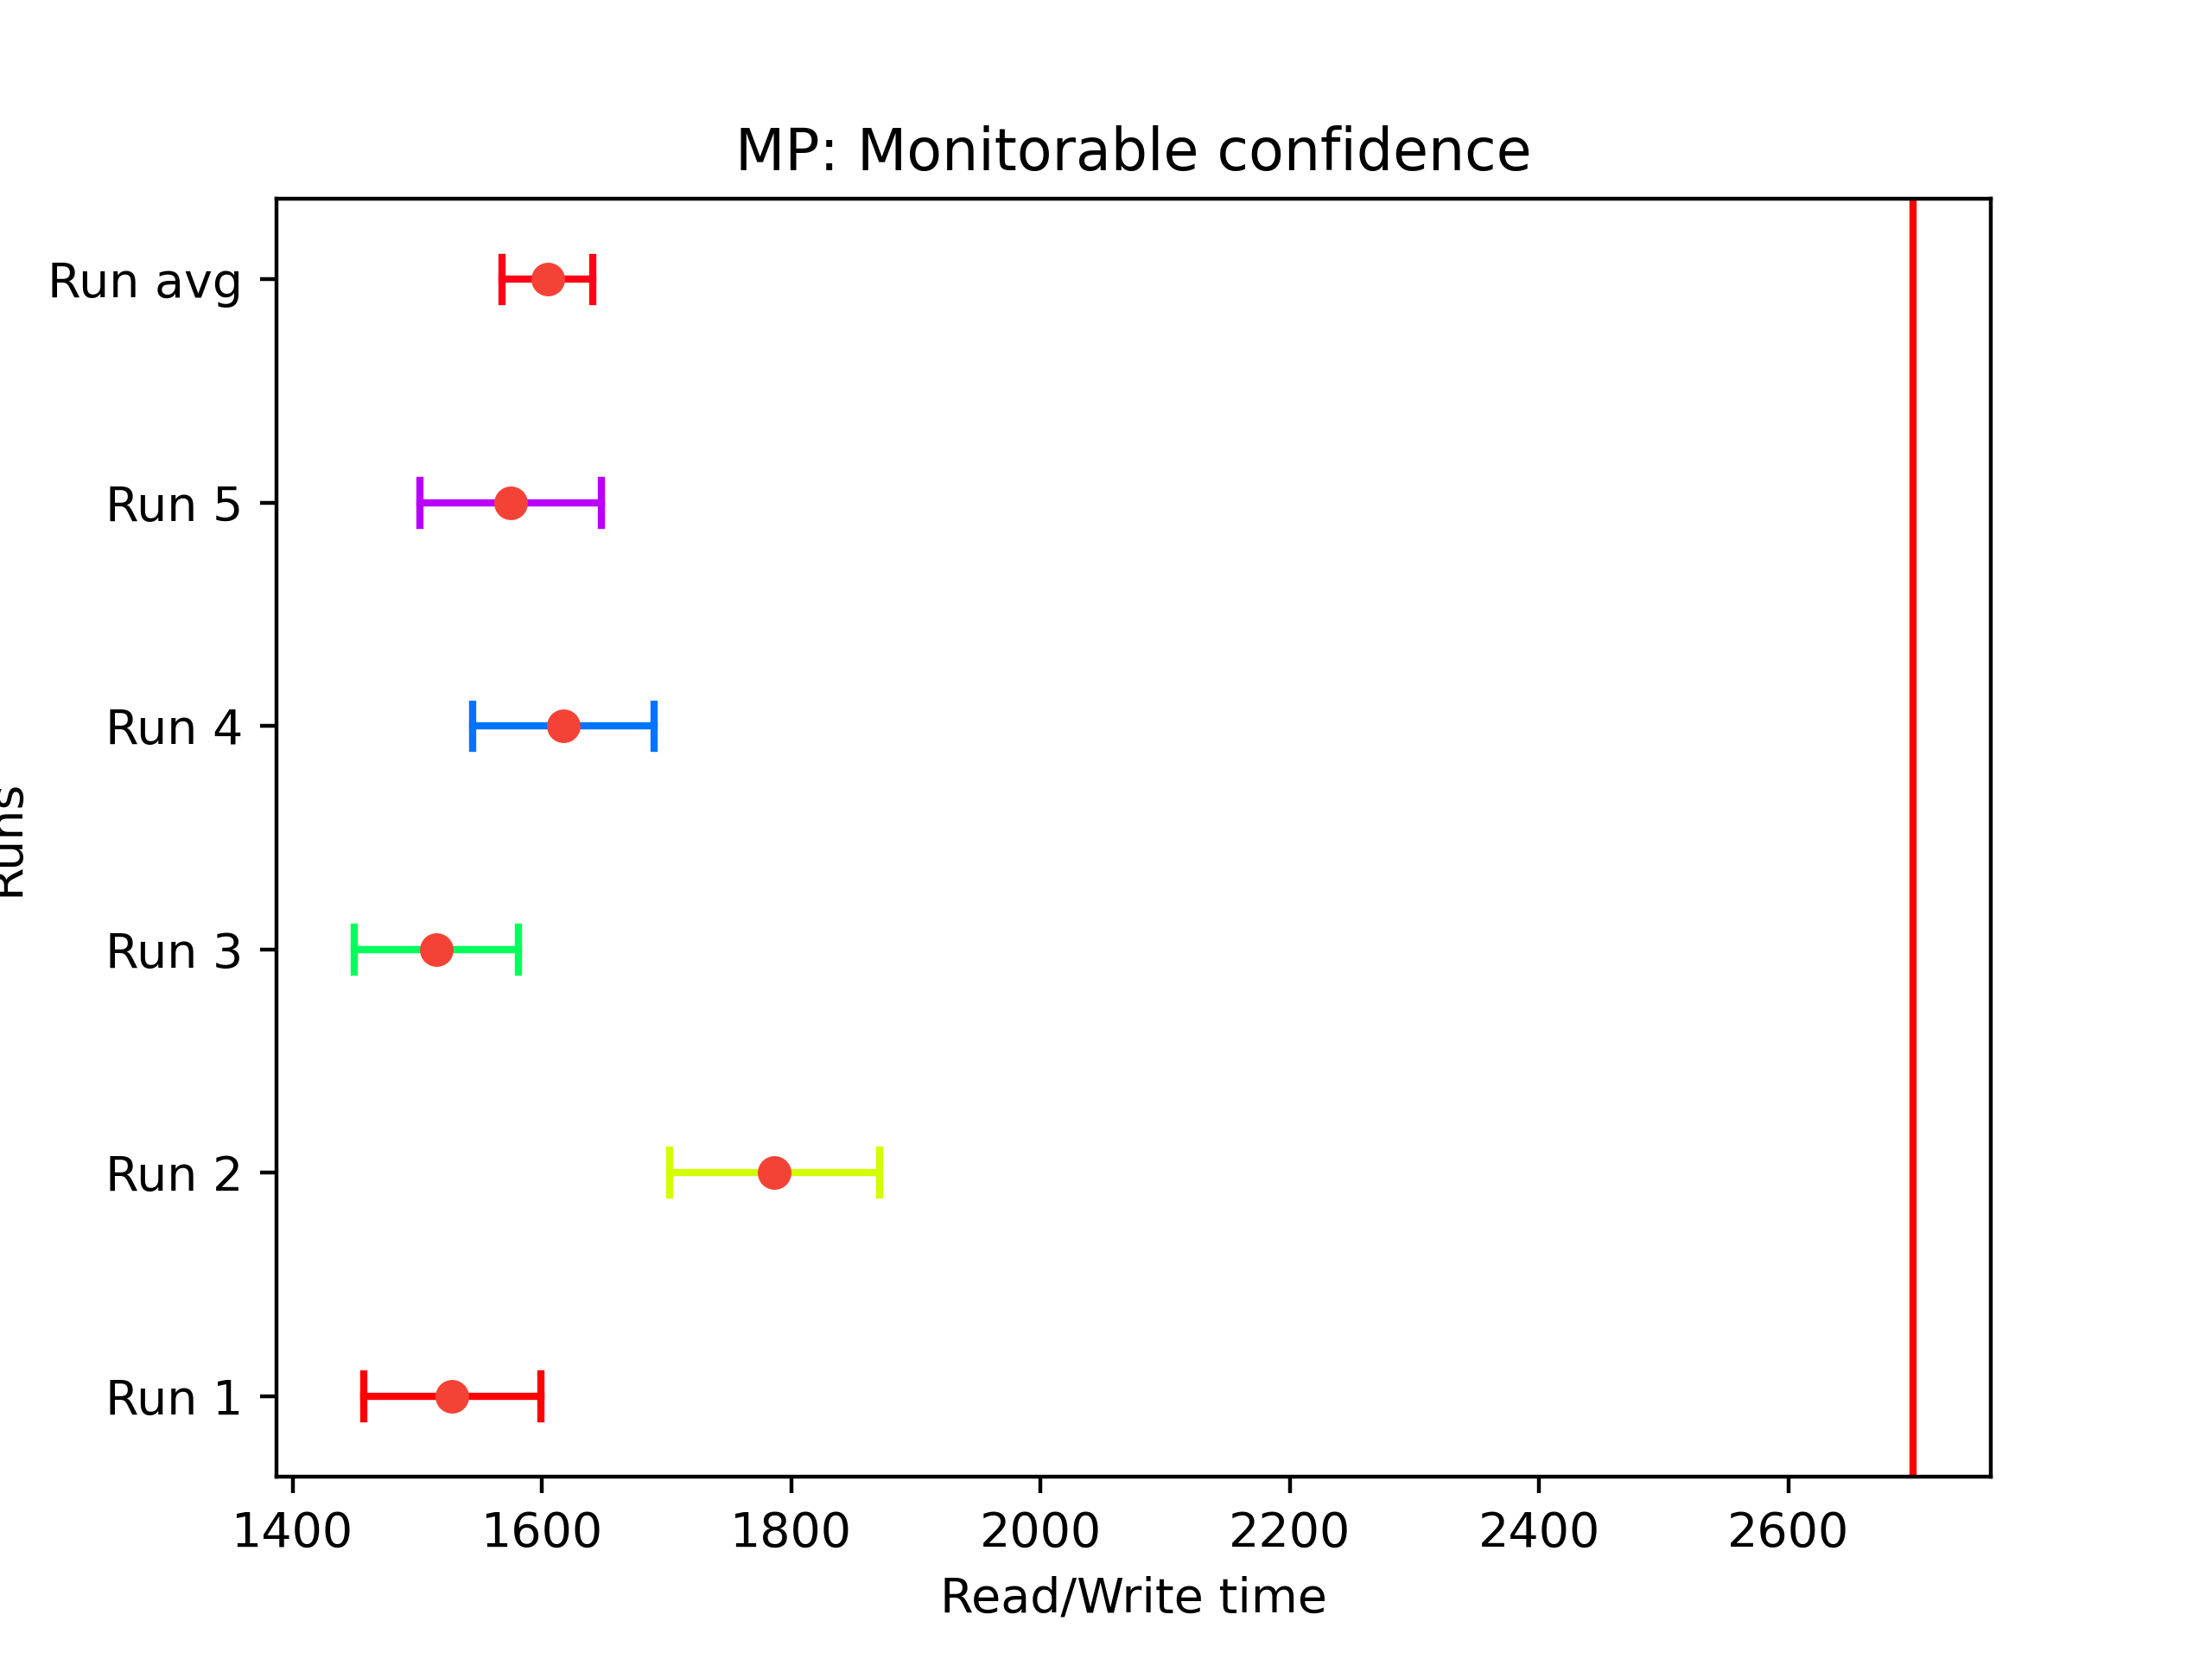 MP: Monitorable confidence
Run avg
Run 5
Run 4
Runs
Run 3
Run 2
Run 1
1400 1600 1800 2000 2200 2400 2600
Read/Write time